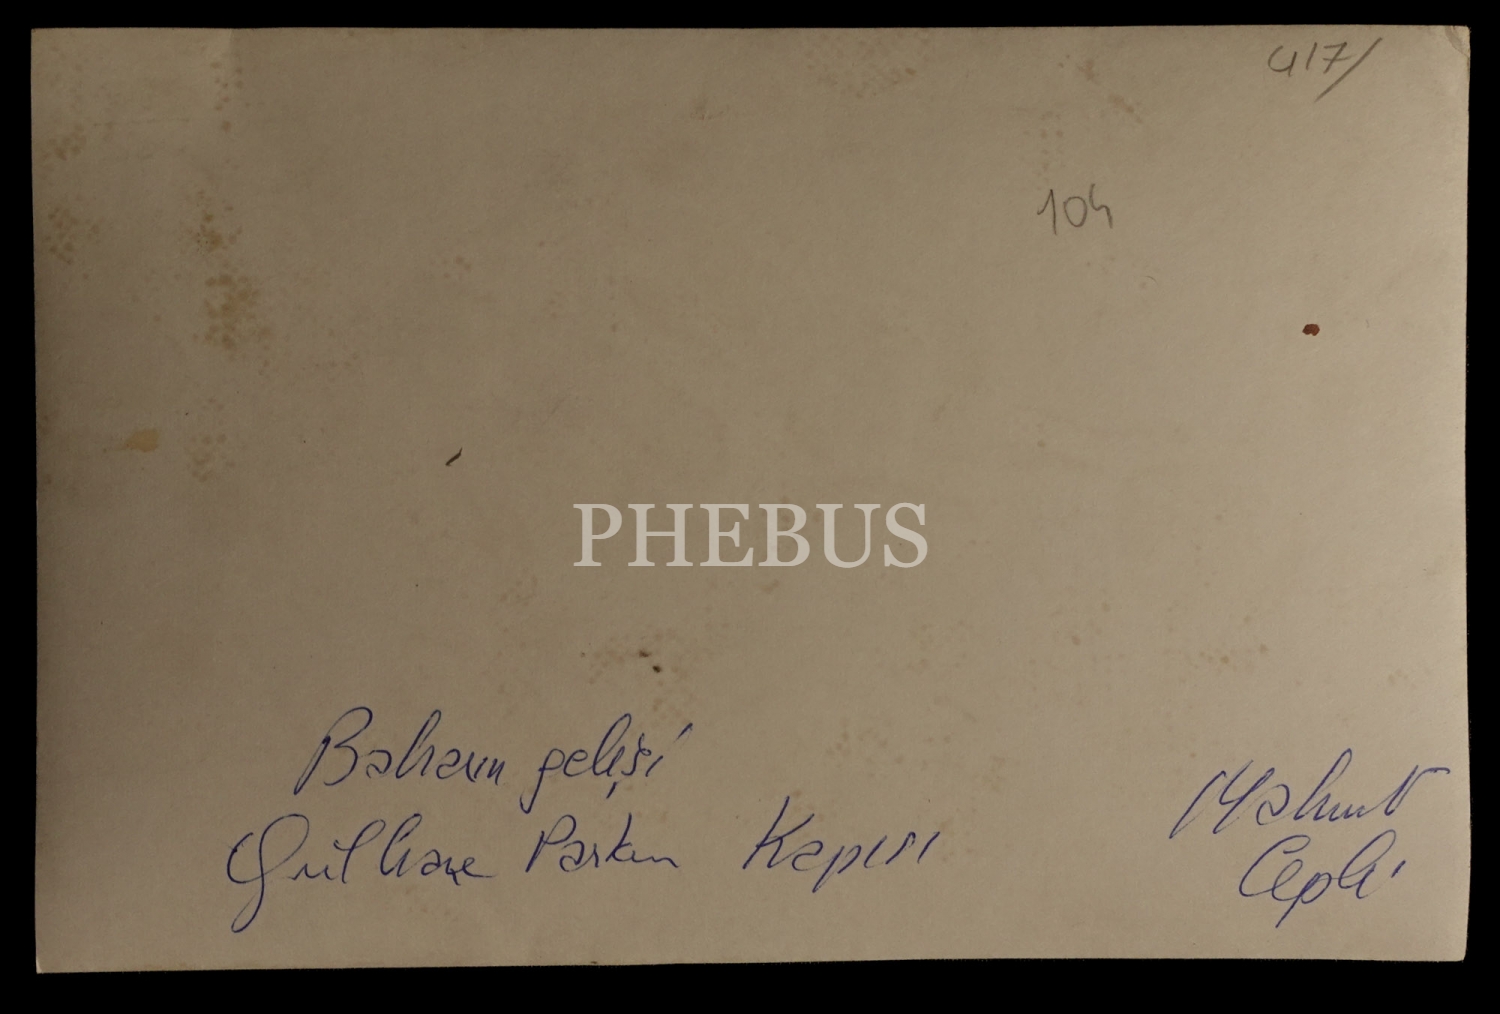 417/
104
PHEBUS
Baharın gelişi
Gülhane Parkın Kapısı
Mahmut
Cepli